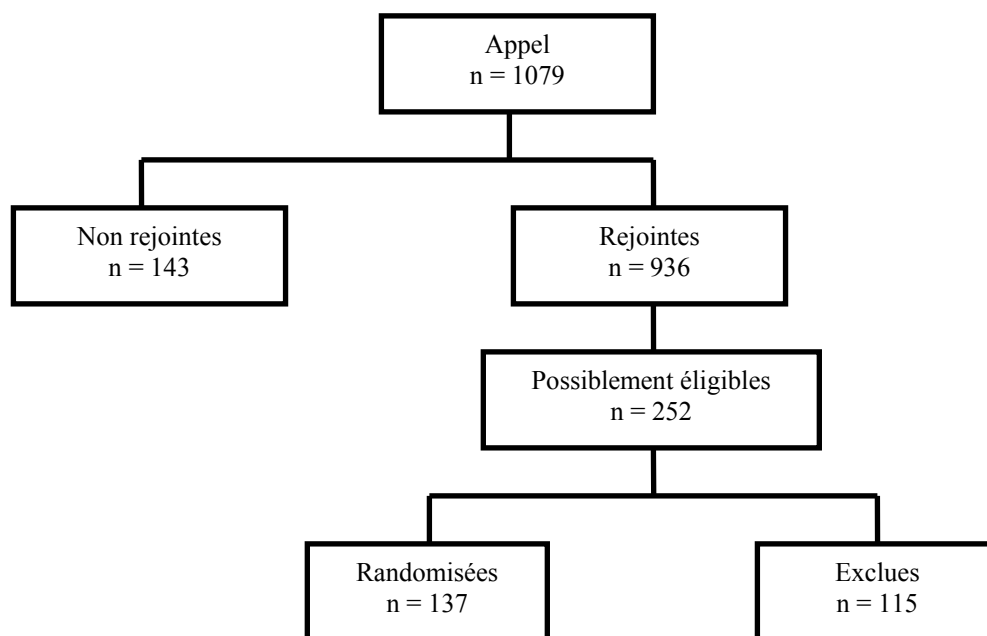 Appel
n = 1079
Non rejointes
n = 143
Rejointes
n = 936
Possiblement éligibles
n = 252
Randomisées
n = 137
Exclues
n = 115